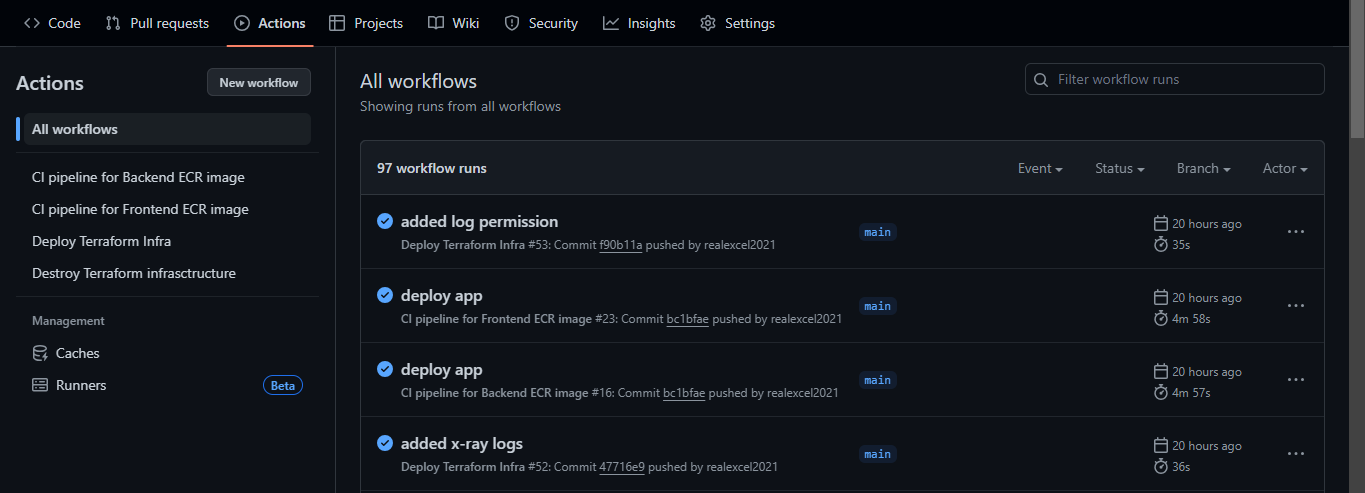 Code Pull requests Actions Projects Wiki Security Insights Settings
Actions
New workflow
All workflows
CI pipeline for Backend ECR image
CI pipeline for Frontend ECR image
Deploy Terraform Infra
Destroy Terraform infrasctructure
Management
Caches
Runners Beta
All workflows
Showing runs from all workflows
Filter workflow runs
97 workflow runs Event Status Branch Actor
added log permission
Deploy Terraform Infra #53: Commit f90b11a pushed by realexcel2021
main
20 hours ago
35s
deploy app
CI pipeline for Frontend ECR image #23: Commit bc1bfae pushed by realexcel2021
main
20 hours ago
4m 58s
deploy app
CI pipeline for Backend ECR image #16: Commit bc1bfae pushed by realexcel2021
main
20 hours ago
4m 57s
added x-ray logs
Deploy Terraform Infra #52: Commit 47716e9 pushed by realexcel2021
main
20 hours ago
36s